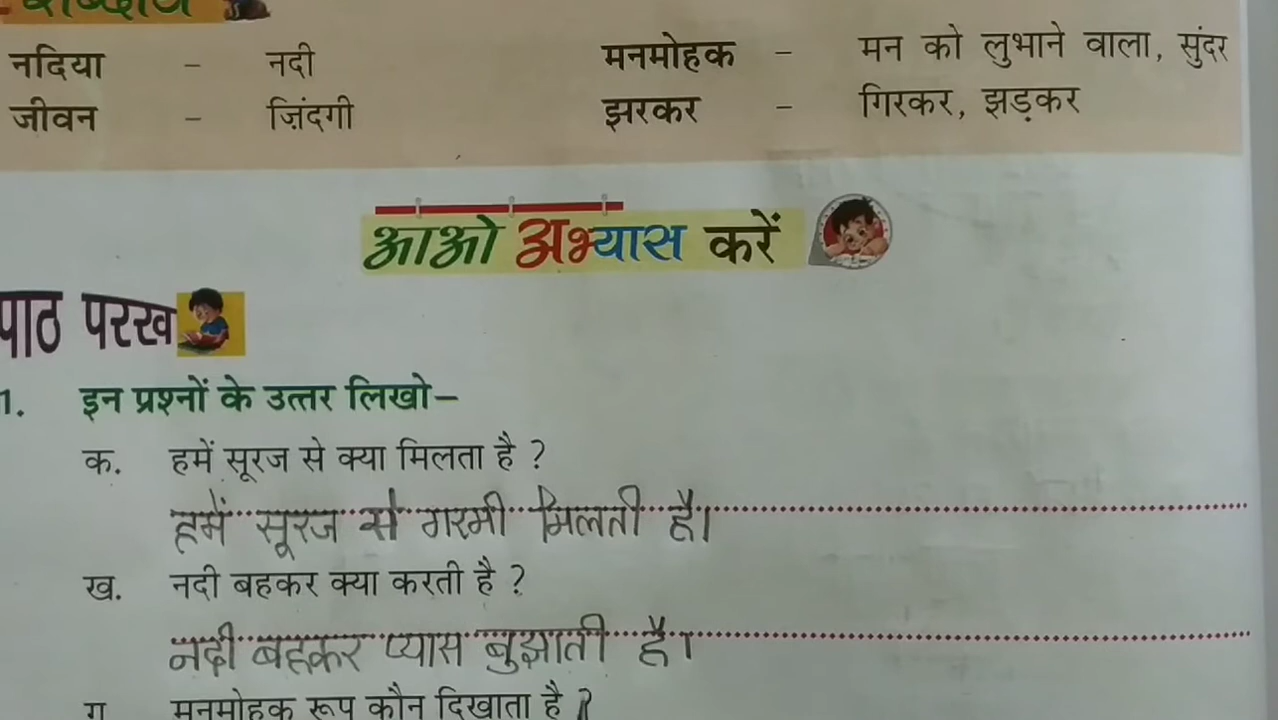 शब्दार्थ
नदिया – नदी मनमोहक – मन को लुभाने वाला, सुंदर
जीवन – ज़िंदगी झरकर – गिरकर, झड़कर
आओ अभ्यास करें
पाठ परख
1. इन प्रश्नों के उत्तर लिखो–
क. हमें सूरज से क्या मिलता है ?
हमें सूरज से गरमी मिलती है।
ख. नदी बहकर क्या करती है ?
नदी बहकर प्यास बुझाती है।
ग मनमोहक रूप कौन दिखाता है ?